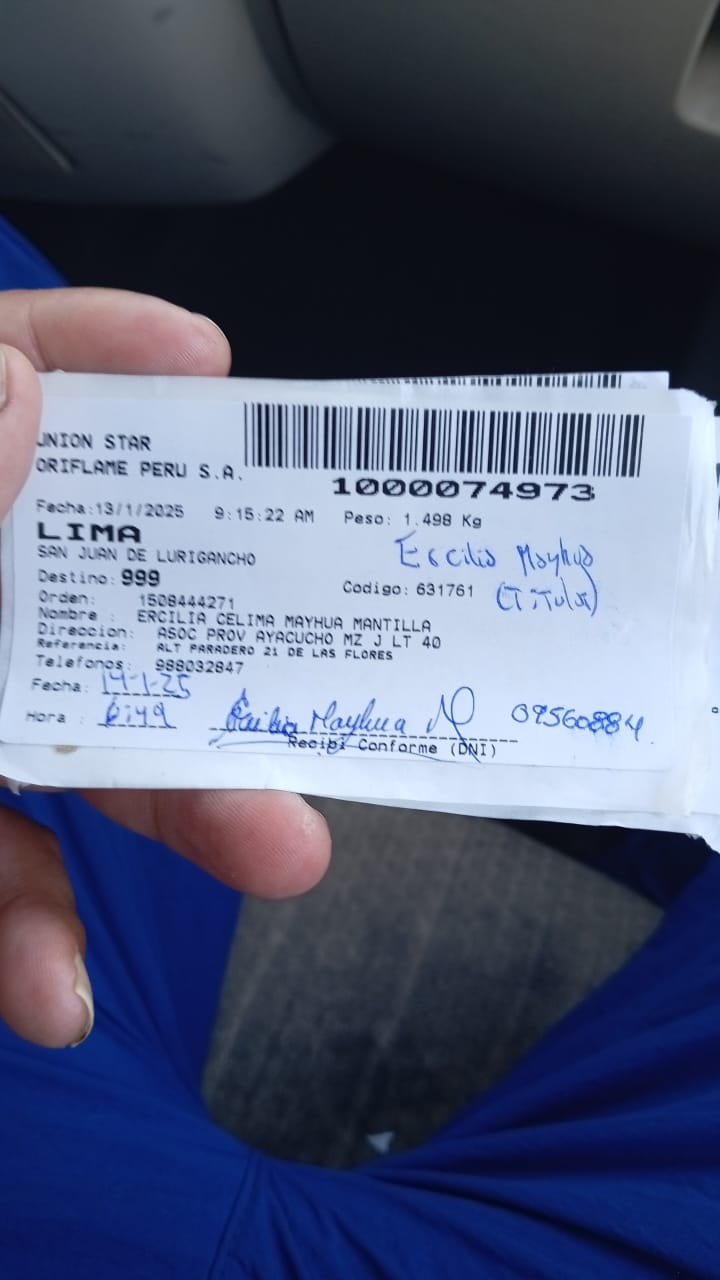 UNION STAR
ORIFLAME PERU S.A.
1000074973
Fecha:13/1/2025 9:15:22 AM Peso: 1.498 Kg
LIMA
SAN JUAN DE LURIGANCHO
Ercilia Mayhua
(Titular)
Destino: 999 Codigo: 631761
Orden: 1508444271
Nombre : ERCILIA CELIMA MAYHUA MANTILLA
Direccion: ASOC PROV AYACUCHO MZ J LT 40
Referencia: ALT PARADERO 21 DE LAS FLORES
Telefonos: 988032847
Fecha: 14-1-25
Hora : Ercilia Mayhua M 09560884
Recibi Conforme (DNI)